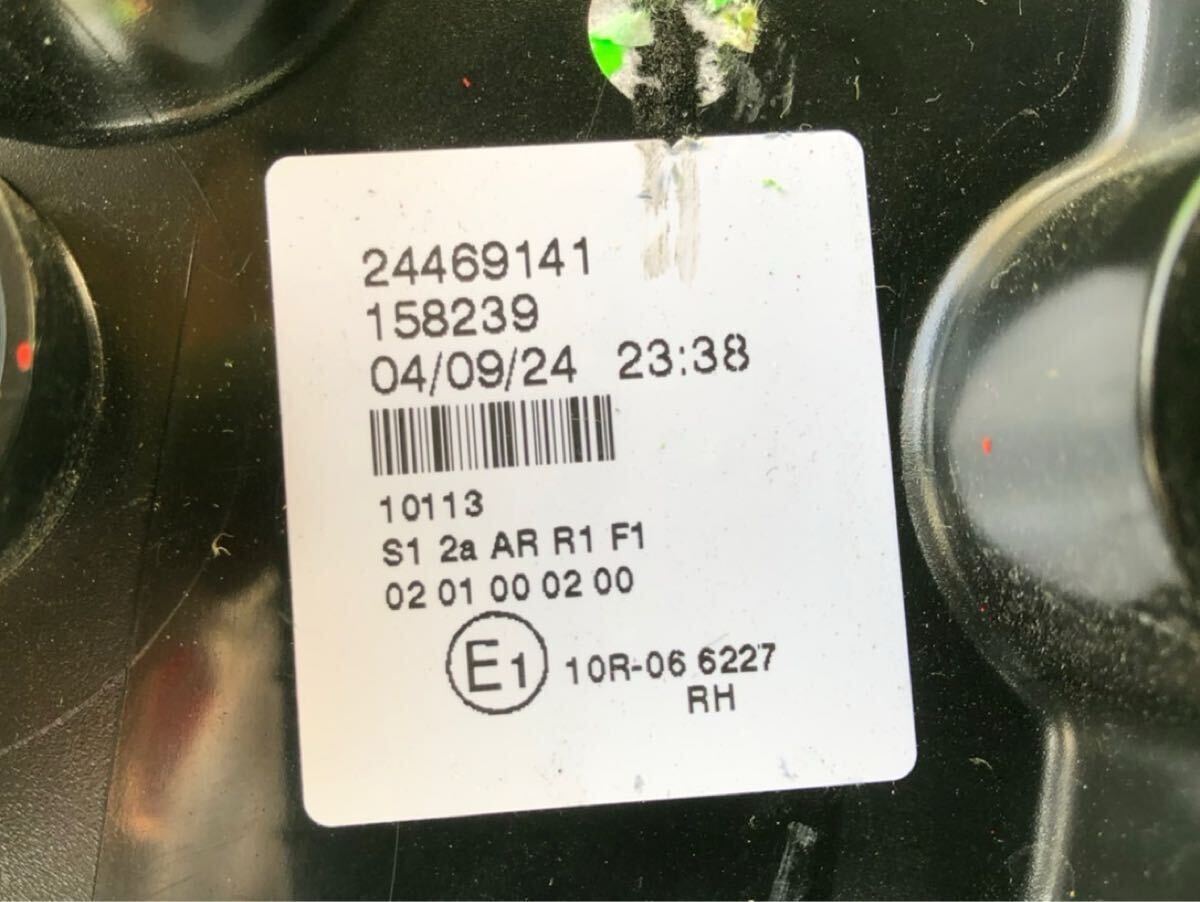 24469141
158239
04/09/24 23:38
10113
S1 2a AR R1 F1
02 01 00 02 00
E1 10R-06 6227
RH